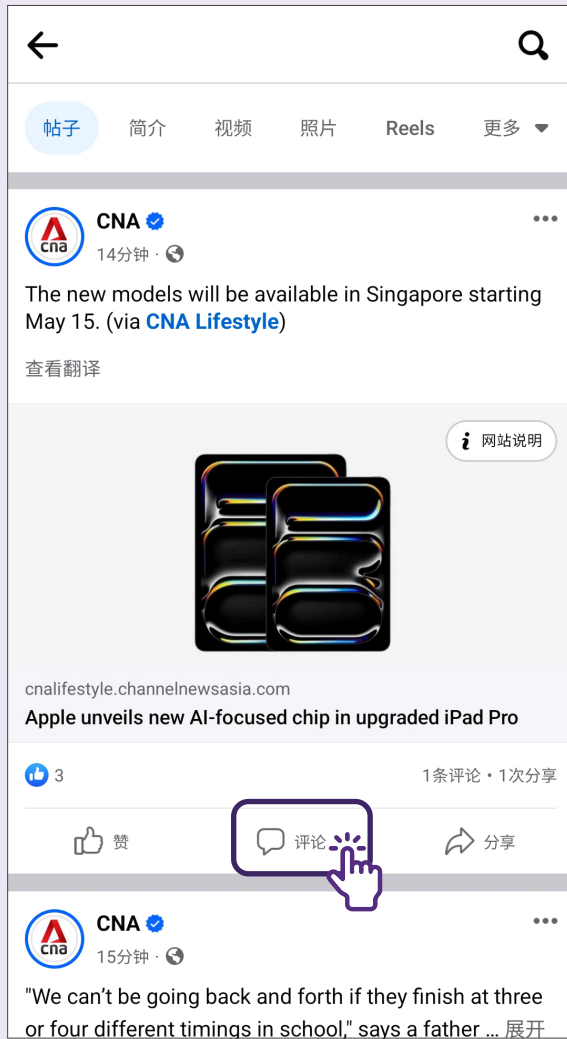 帖子 简介 视频 照片 Reels 更多
cna
CNA
14分钟 ·
The new models will be available in Singapore starting
May 15. (via CNA Lifestyle)
查看翻译
i 网站说明
cnalifestyle.channelnewsasia.com
Apple unveils new AI-focused chip in upgraded iPad Pro
3 1条评论 • 1次分享
赞 评论 分享
cna
CNA
15分钟 ·
"We can’t be going back and forth if they finish at three
or four different timings in school," says a father ... 展开